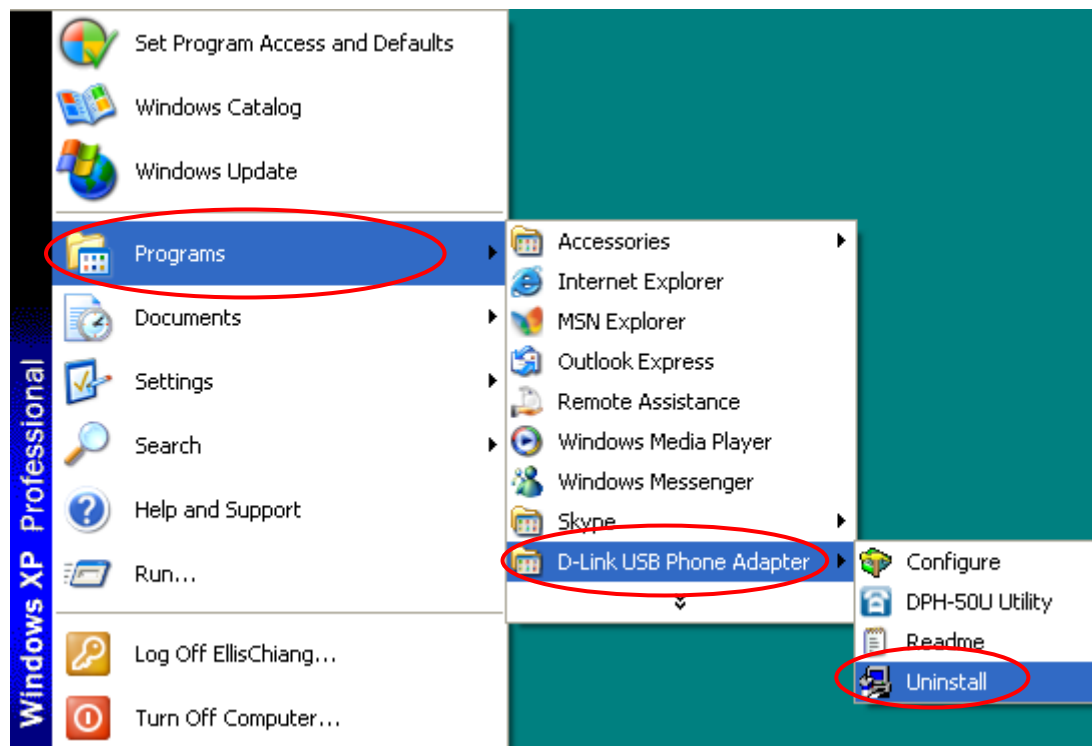 Windows XP Professional
Set Program Access and Defaults
Windows Catalog
Windows Update
Programs
Documents
Settings
Search
Help and Support
Run...
Log Off EllisChiang...
Turn Off Computer...
Accessories
Internet Explorer
MSN Explorer
Outlook Express
Remote Assistance
Windows Media Player
Windows Messenger
Skype
D-Link USB Phone Adapter
Configure
DPH-50U Utility
Readme
Uninstall